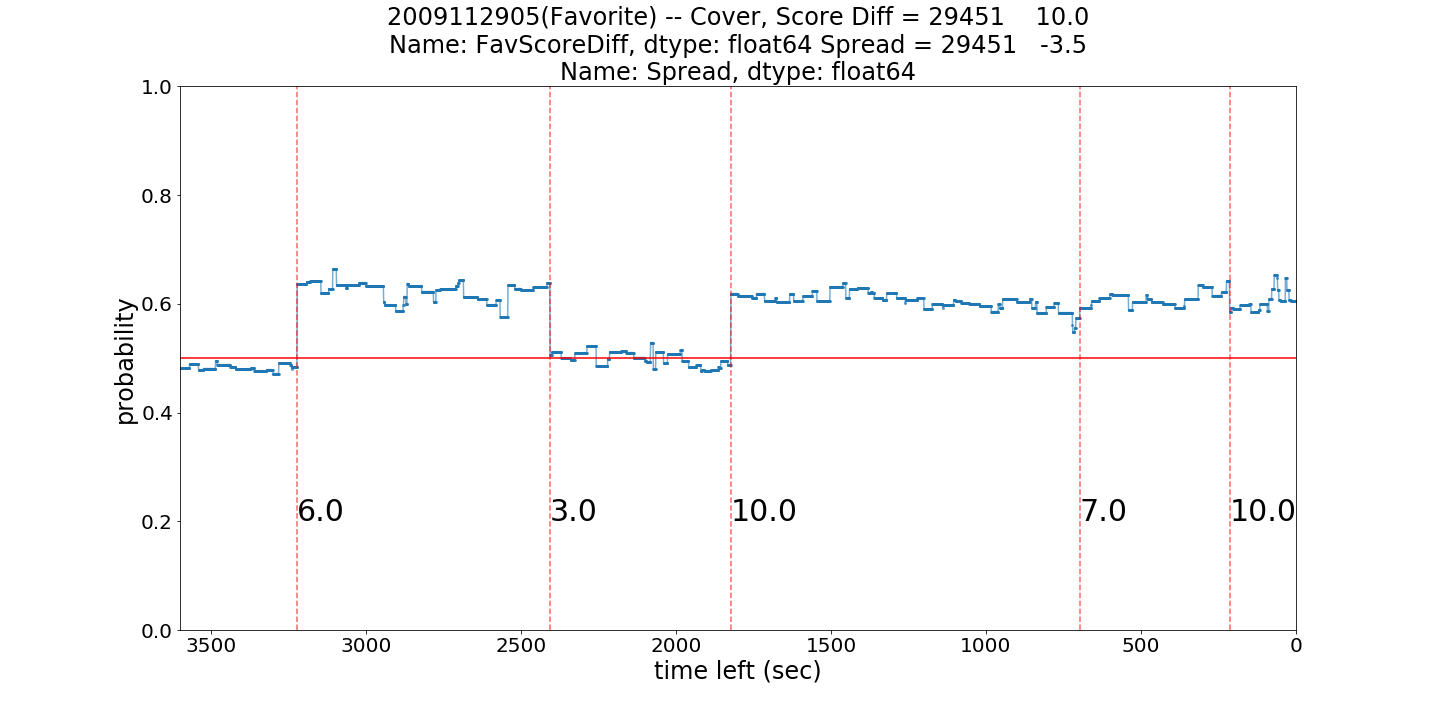 2009112905(Favorite) -- Cover, Score Diff = 29451    10.0
Name: FavScoreDiff, dtype: float64 Spread = 29451   -3.5
Name: Spread, dtype: float64
1.0
0.8
0.6
0.4
0.2
0.0
probability
6.0 3.0 10.0 7.0 10.0
3500 3000 2500 2000 1500 1000 500 0
time left (sec)